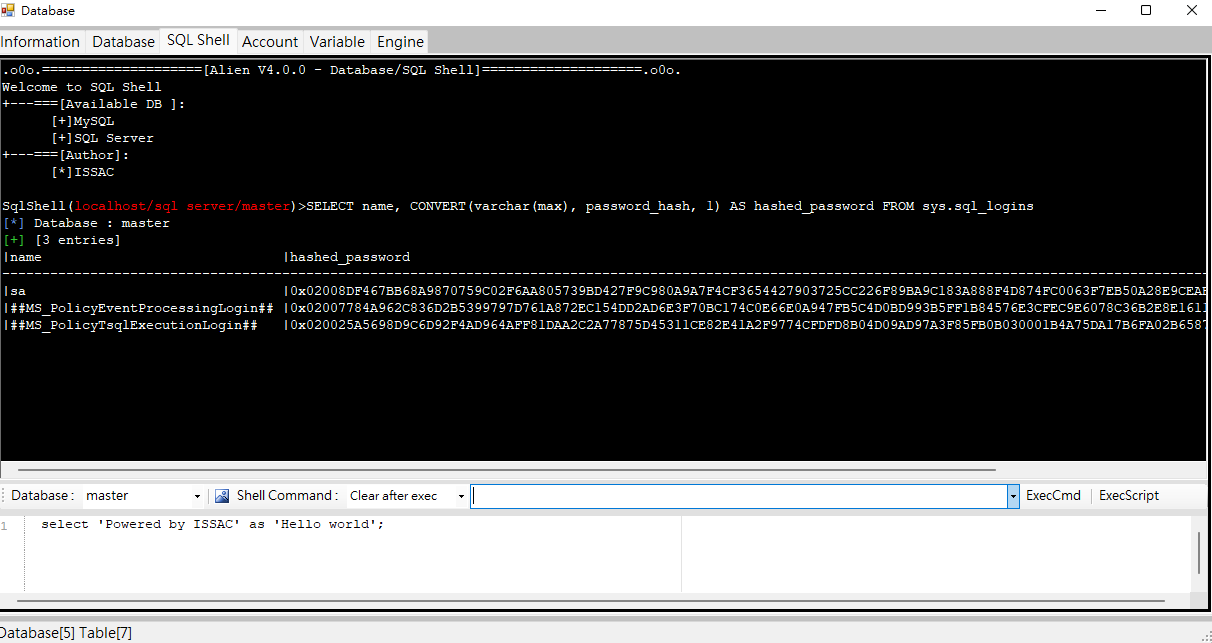 Database
Information Database SQL Shell Account Variable Engine
.o0o.====================[Alien V4.0.0 - Database/SQL Shell]====================.o0o.
Welcome to SQL Shell
+---===[Available DB ]:
[+]MySQL
[+]SQL Server
+---===[Author]:
[*]ISSAC
SqlShell(localhost/sql server/master)>SELECT name, CONVERT(varchar(max), password_hash, 1) AS hashed_password FROM sys.sql_logins
[*] Database : master
[+] [3 entries]
|name |hashed_password
|sa |0x02008DF467BB68A9870759C02F6AA805739BD427F9C980A9A7F4CF3654427903725CC226F89BA9C183A888F4D874FC0063F7EB50A28E9CEA
|##MS_PolicyEventProcessingLogin## |0x02007784A962C836D2B5399797D761A872EC154DD2AD6E3F70BC174C0E66E0A947FB5C4D0BD993B5FF1B84576E3CFEC9E6078C36B2E8E161
|##MS_PolicyTsqlExecutionLogin## |0x020025A5698D9C6D92F4AD964AFF81DAA2C2A77875D45311CE82E41A2F9774CFDFD8B04D09AD97A3F85FB0B030001B4A75DA17B6FA02B6587
Database : master Shell Command : Clear after exec ExecCmd ExecScript
1 select 'Powered by ISSAC' as 'Hello world';
Database[5] Table[7]